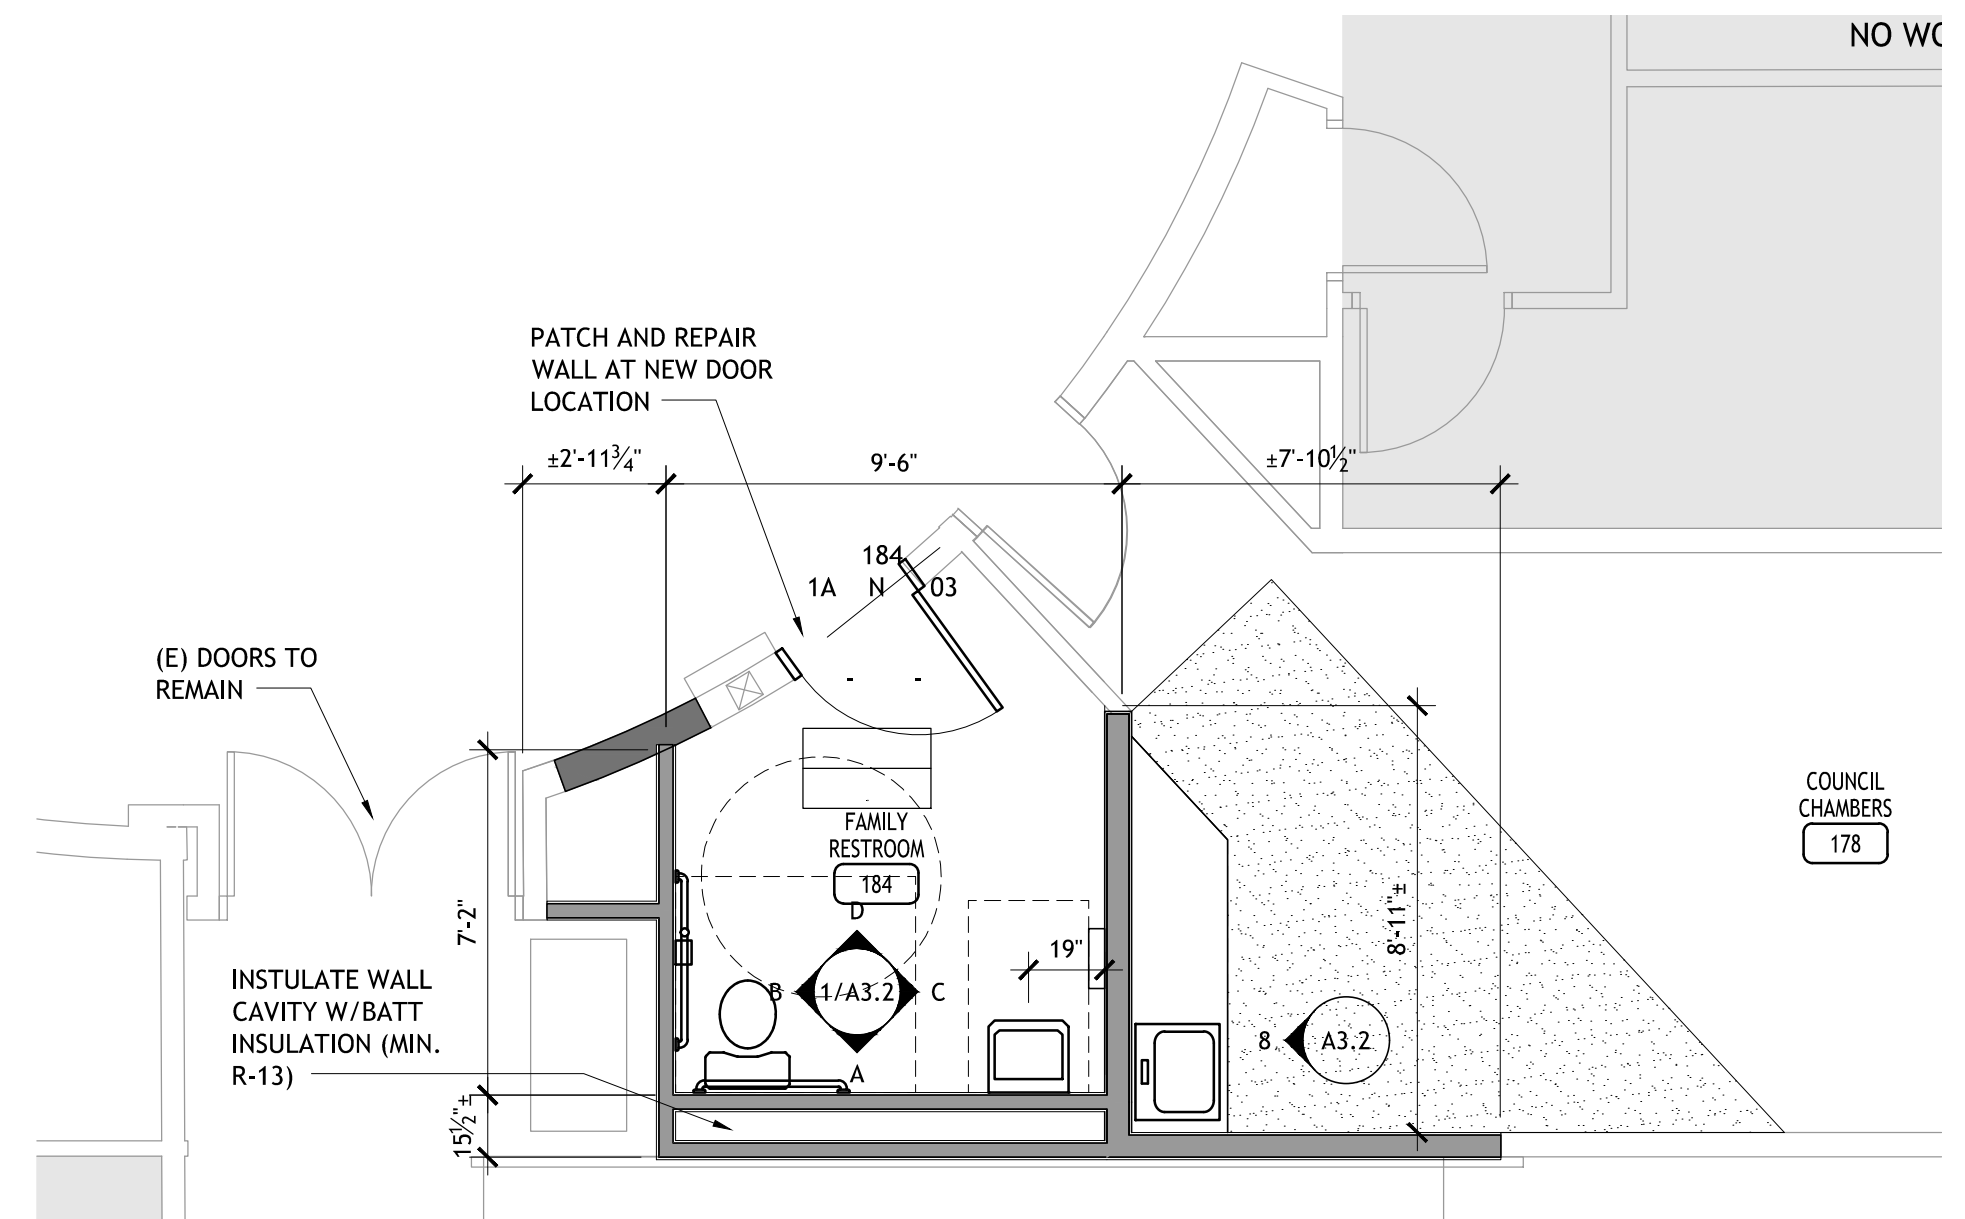 NO WO
PATCH AND REPAIR
WALL AT NEW DOOR
LOCATION
±2'-11¾"
9'-6"
±7'-10½"
184
1A N 03
(E) DOORS TO
REMAIN
COUNCIL
CHAMBERS
178
FAMILY
RESTROOM
184
D
7'-2"
8'-11"±
19"
B 1/A3.2 C
A
INSTULATE WALL
CAVITY W/BATT
INSULATION (MIN.
R-13)
8 A3.2
15½"±